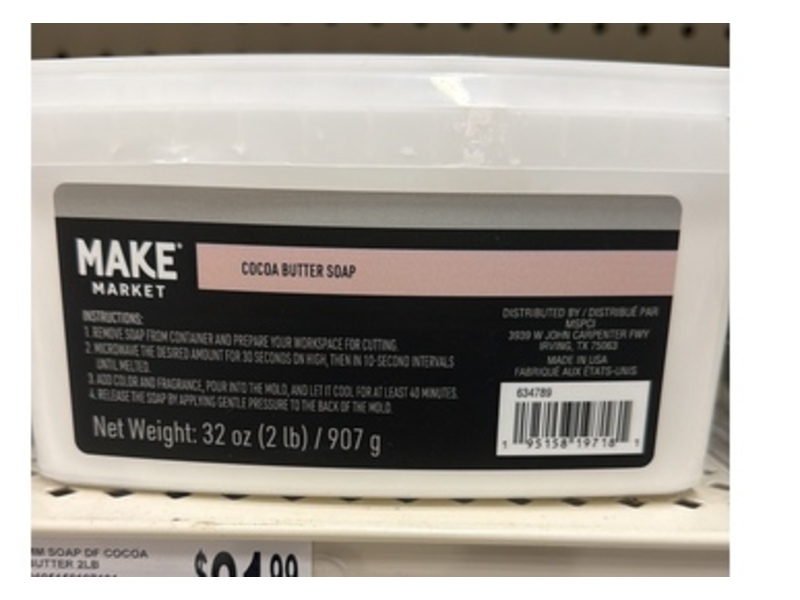 MAKE
MARKET
COCOA BUTTER SOAP
INSTRUCTIONS:
1. REMOVE SOAP FROM CONTAINER AND PREPARE YOUR WORKSPACE FOR CUTTING.
2. MICROWAVE THE DESIRED AMOUNT FOR 30 SECONDS ON HIGH, THEN IN 10-SECOND INTERVALS
UNTIL MELTED.
3. ADD COLOR AND FRAGRANCE, POUR INTO THE MOLD, AND LET IT COOL FOR AT LEAST 40 MINUTES.
4. RELEASE THE SOAP BY APPLYING GENTLE PRESSURE TO THE BACK OF THE MOLD.
Net Weight: 32 oz (2 lb) / 907 g
DISTRIBUTED BY / DISTRIBUÉ PAR
MSPCI
3939 W JOHN CARPENTER FWY
IRVING, TX 75063
MADE IN USA
FABRIQUÉ AUX ÉTATS-UNIS
634789
1 95158 19718 1
MM SOAP DF COCOA
BUTTER 2LB
.99